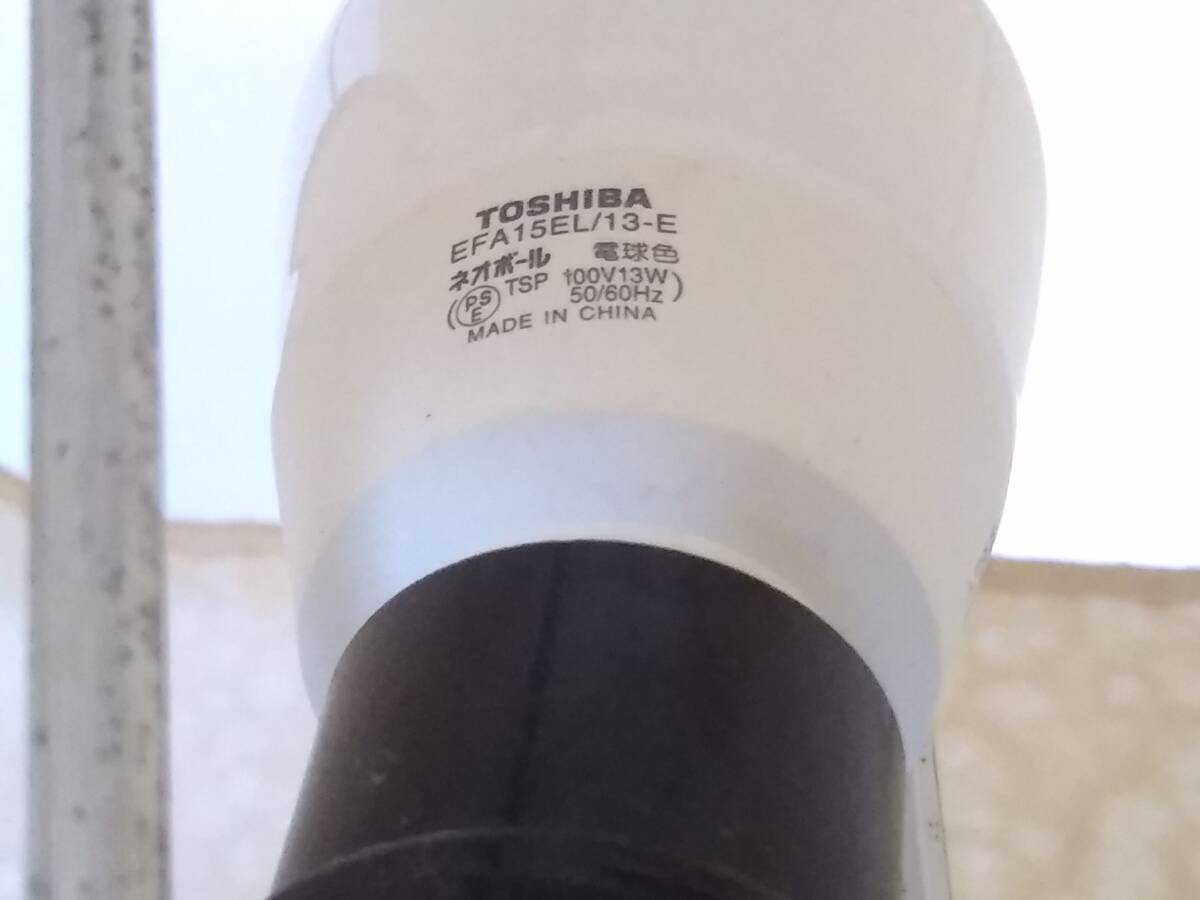 TOSHIBA
EFA15EL/13-E
ネオボール 電球色
(PSE TSP 100V13W
50/60Hz)
MADE IN CHINA